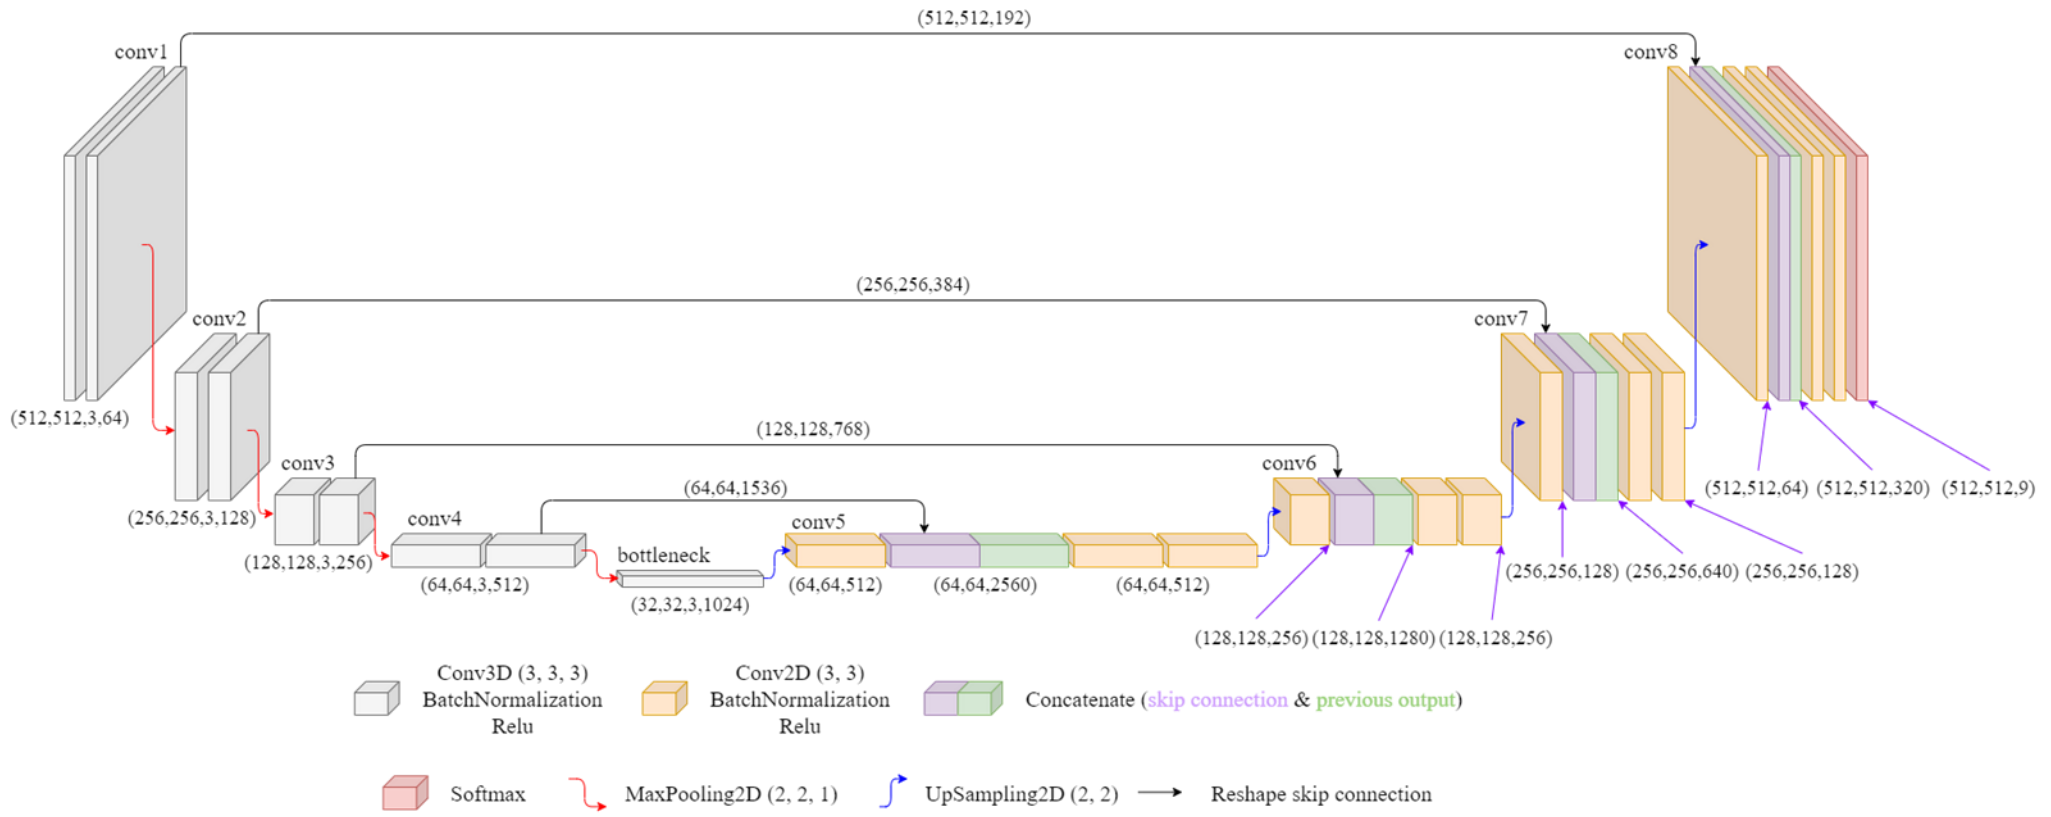 (512,512,192)
conv1
conv8
(256,256,384)
conv2
conv7
(512,512,3,64)
(128,128,768)
conv3
conv6
(64,64,1536)
(512,512,64)
(512,512,320)
(512,512,9)
(256,256,3,128)
conv4
conv5
bottleneck
(128,128,3,256)
(256,256,128)
(256,256,640)
(256,256,128)
(64,64,3,512)
(64,64,512)
(64,64,2560)
(64,64,512)
(32,32,3,1024)
(128,128,256)
(128,128,1280)
(128,128,256)
Conv3D (3, 3, 3)
BatchNormalization
Relu
Conv2D (3, 3)
BatchNormalization
Relu
Concatenate (skip connection & previous output)
Softmax
MaxPooling2D (2, 2, 1)
UpSampling2D (2, 2)
Reshape skip connection